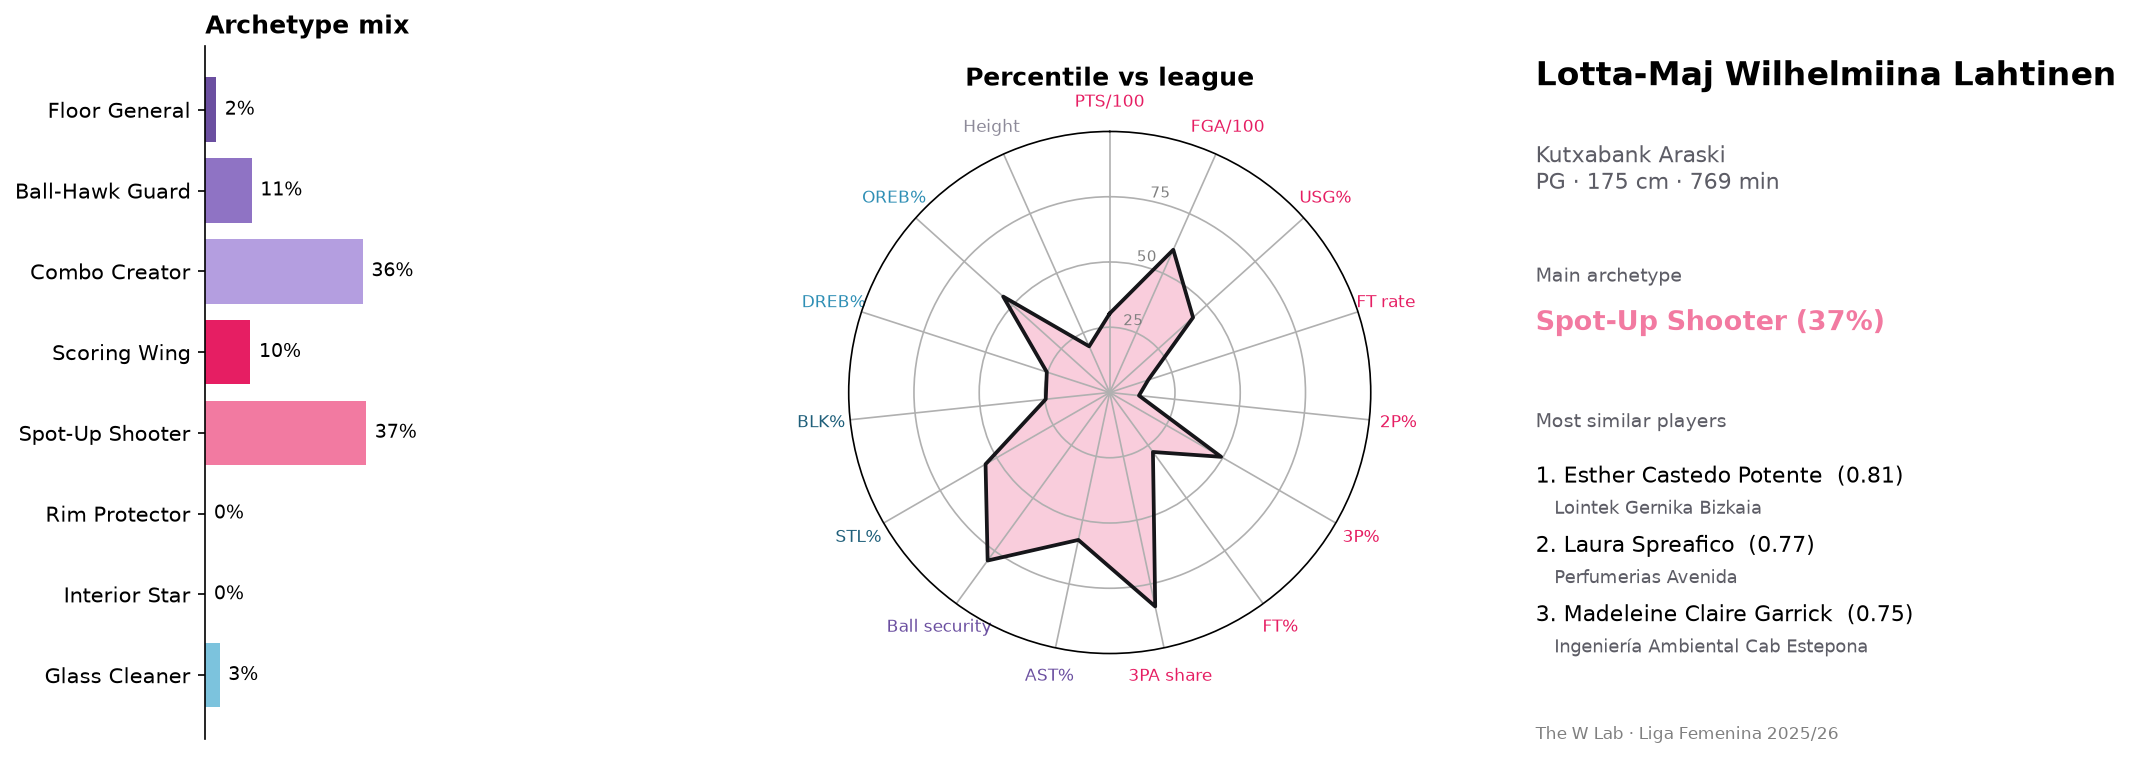 Archetype mix
Floor General
2%
Ball-Hawk Guard
11%
Combo Creator
36%
Scoring Wing
10%
Spot-Up Shooter
37%
Rim Protector
0%
Interior Star
0%
Glass Cleaner
3%
Percentile vs league
PTS/100
FGA/100
USG%
FT rate
2P%
3P%
FT%
3PA share
AST%
Ball security
STL%
BLK%
DREB%
OREB%
Height
25
50
75
Lotta-Maj Wilhelmiina Lahtinen
Kutxabank Araski
PG · 175 cm · 769 min
Main archetype
Spot-Up Shooter (37%)
Most similar players
1. Esther Castedo Potente (0.81)
Lointek Gernika Bizkaia
2. Laura Spreafico (0.77)
Perfumerias Avenida
3. Madeleine Claire Garrick (0.75)
Ingeniería Ambiental Cab Estepona
The W Lab · Liga Femenina 2025/26